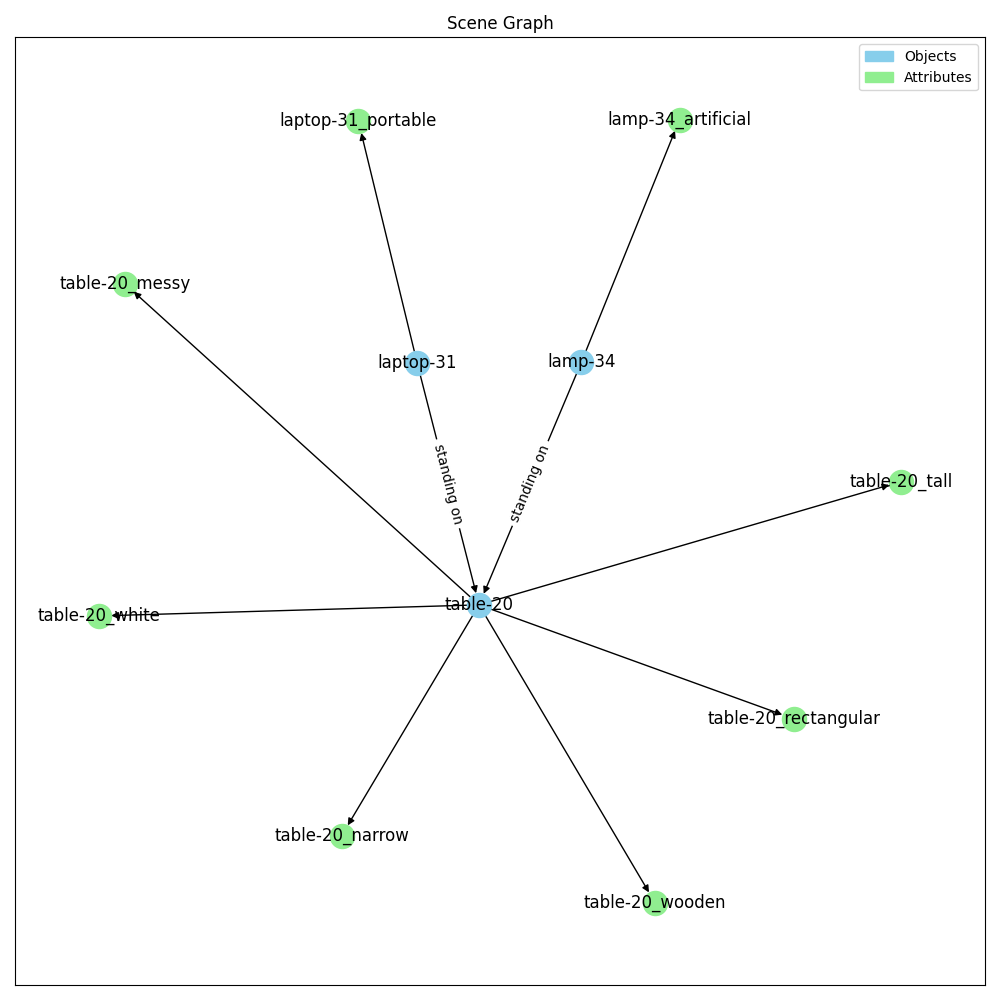 Scene Graph
Objects
Attributes
laptop-31_portable
lamp-34_artificial
table-20_messy
laptop-31
lamp-34
standing on
standing on
table-20_tall
table-20
table-20_white
table-20_rectangular
table-20_narrow
table-20_wooden